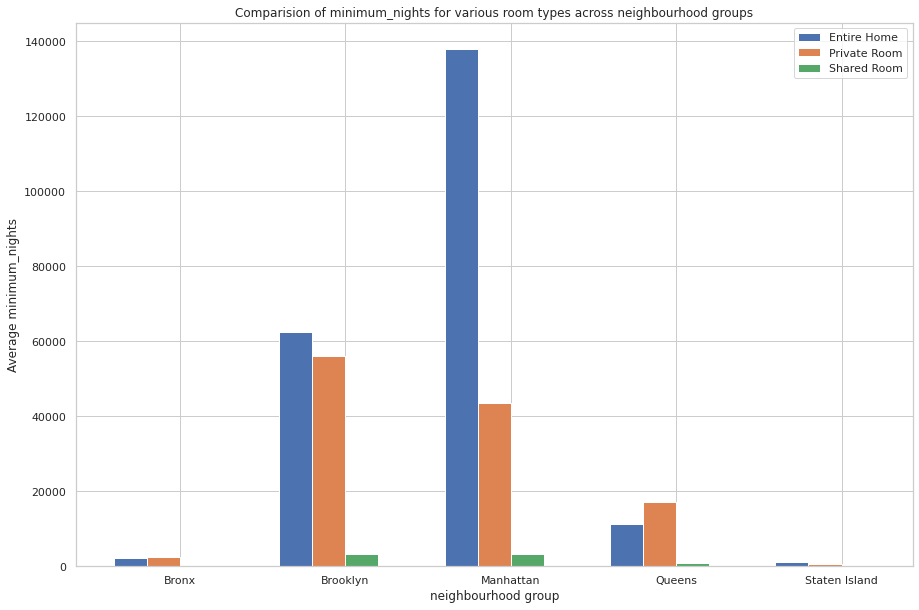 Comparision of minimum_nights for various room types across neighbourhood groups
Entire Home
Private Room
Shared Room
Average minimum_nights
140000
120000
100000
80000
60000
40000
20000
0
Bronx
Brooklyn
Manhattan
Queens
Staten Island
neighbourhood group